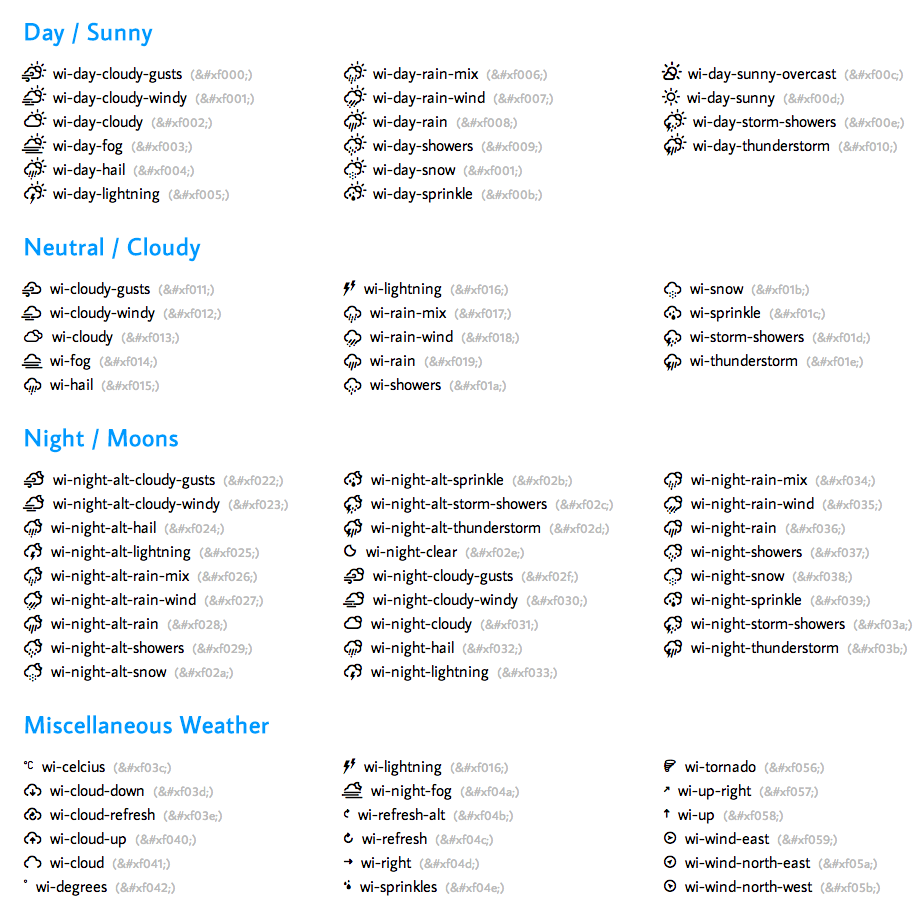 Day / Sunny
wi-day-cloudy-gusts (&#xf000;)
wi-day-cloudy-windy (&#xf001;)
wi-day-cloudy (&#xf002;)
wi-day-fog (&#xf003;)
wi-day-hail (&#xf004;)
wi-day-lightning (&#xf005;)
wi-day-rain-mix (&#xf006;)
wi-day-rain-wind (&#xf007;)
wi-day-rain (&#xf008;)
wi-day-showers (&#xf009;)
wi-day-snow (&#xf001;)
wi-day-sprinkle (&#xf00b;)
wi-day-sunny-overcast (&#xf00c;)
wi-day-sunny (&#xf00d;)
wi-day-storm-showers (&#xf00e;)
wi-day-thunderstorm (&#xf010;)
Neutral / Cloudy
wi-cloudy-gusts (&#xf011;)
wi-cloudy-windy (&#xf012;)
wi-cloudy (&#xf013;)
wi-fog (&#xf014;)
wi-hail (&#xf015;)
wi-lightning (&#xf016;)
wi-rain-mix (&#xf017;)
wi-rain-wind (&#xf018;)
wi-rain (&#xf019;)
wi-showers (&#xf01a;)
wi-snow (&#xf01b;)
wi-sprinkle (&#xf01c;)
wi-storm-showers (&#xf01d;)
wi-thunderstorm (&#xf01e;)
Night / Moons
wi-night-alt-cloudy-gusts (&#xf022;)
wi-night-alt-cloudy-windy (&#xf023;)
wi-night-alt-hail (&#xf024;)
wi-night-alt-lightning (&#xf025;)
wi-night-alt-rain-mix (&#xf026;)
wi-night-alt-rain-wind (&#xf027;)
wi-night-alt-rain (&#xf028;)
wi-night-alt-showers (&#xf029;)
wi-night-alt-snow (&#xf02a;)
wi-night-alt-sprinkle (&#xf02b;)
wi-night-alt-storm-showers (&#xf02c;)
wi-night-alt-thunderstorm (&#xf02d;)
wi-night-clear (&#xf02e;)
wi-night-cloudy-gusts (&#xf02f;)
wi-night-cloudy-windy (&#xf030;)
wi-night-cloudy (&#xf031;)
wi-night-hail (&#xf032;)
wi-night-lightning (&#xf033;)
wi-night-rain-mix (&#xf034;)
wi-night-rain-wind (&#xf035;)
wi-night-rain (&#xf036;)
wi-night-showers (&#xf037;)
wi-night-snow (&#xf038;)
wi-night-sprinkle (&#xf039;)
wi-night-storm-showers (&#xf03a;)
wi-night-thunderstorm (&#xf03b;)
Miscellaneous Weather
°C wi-celcius (&#xf03c;)
wi-cloud-down (&#xf03d;)
wi-cloud-refresh (&#xf03e;)
wi-cloud-up (&#xf040;)
wi-cloud (&#xf041;)
° wi-degrees (&#xf042;)
wi-lightning (&#xf016;)
wi-night-fog (&#xf04a;)
wi-refresh-alt (&#xf04b;)
wi-refresh (&#xf04c;)
wi-right (&#xf04d;)
wi-sprinkles (&#xf04e;)
wi-tornado (&#xf056;)
wi-up-right (&#xf057;)
wi-up (&#xf058;)
wi-wind-east (&#xf059;)
wi-wind-north-east (&#xf05a;)
wi-wind-north-west (&#xf05b;)